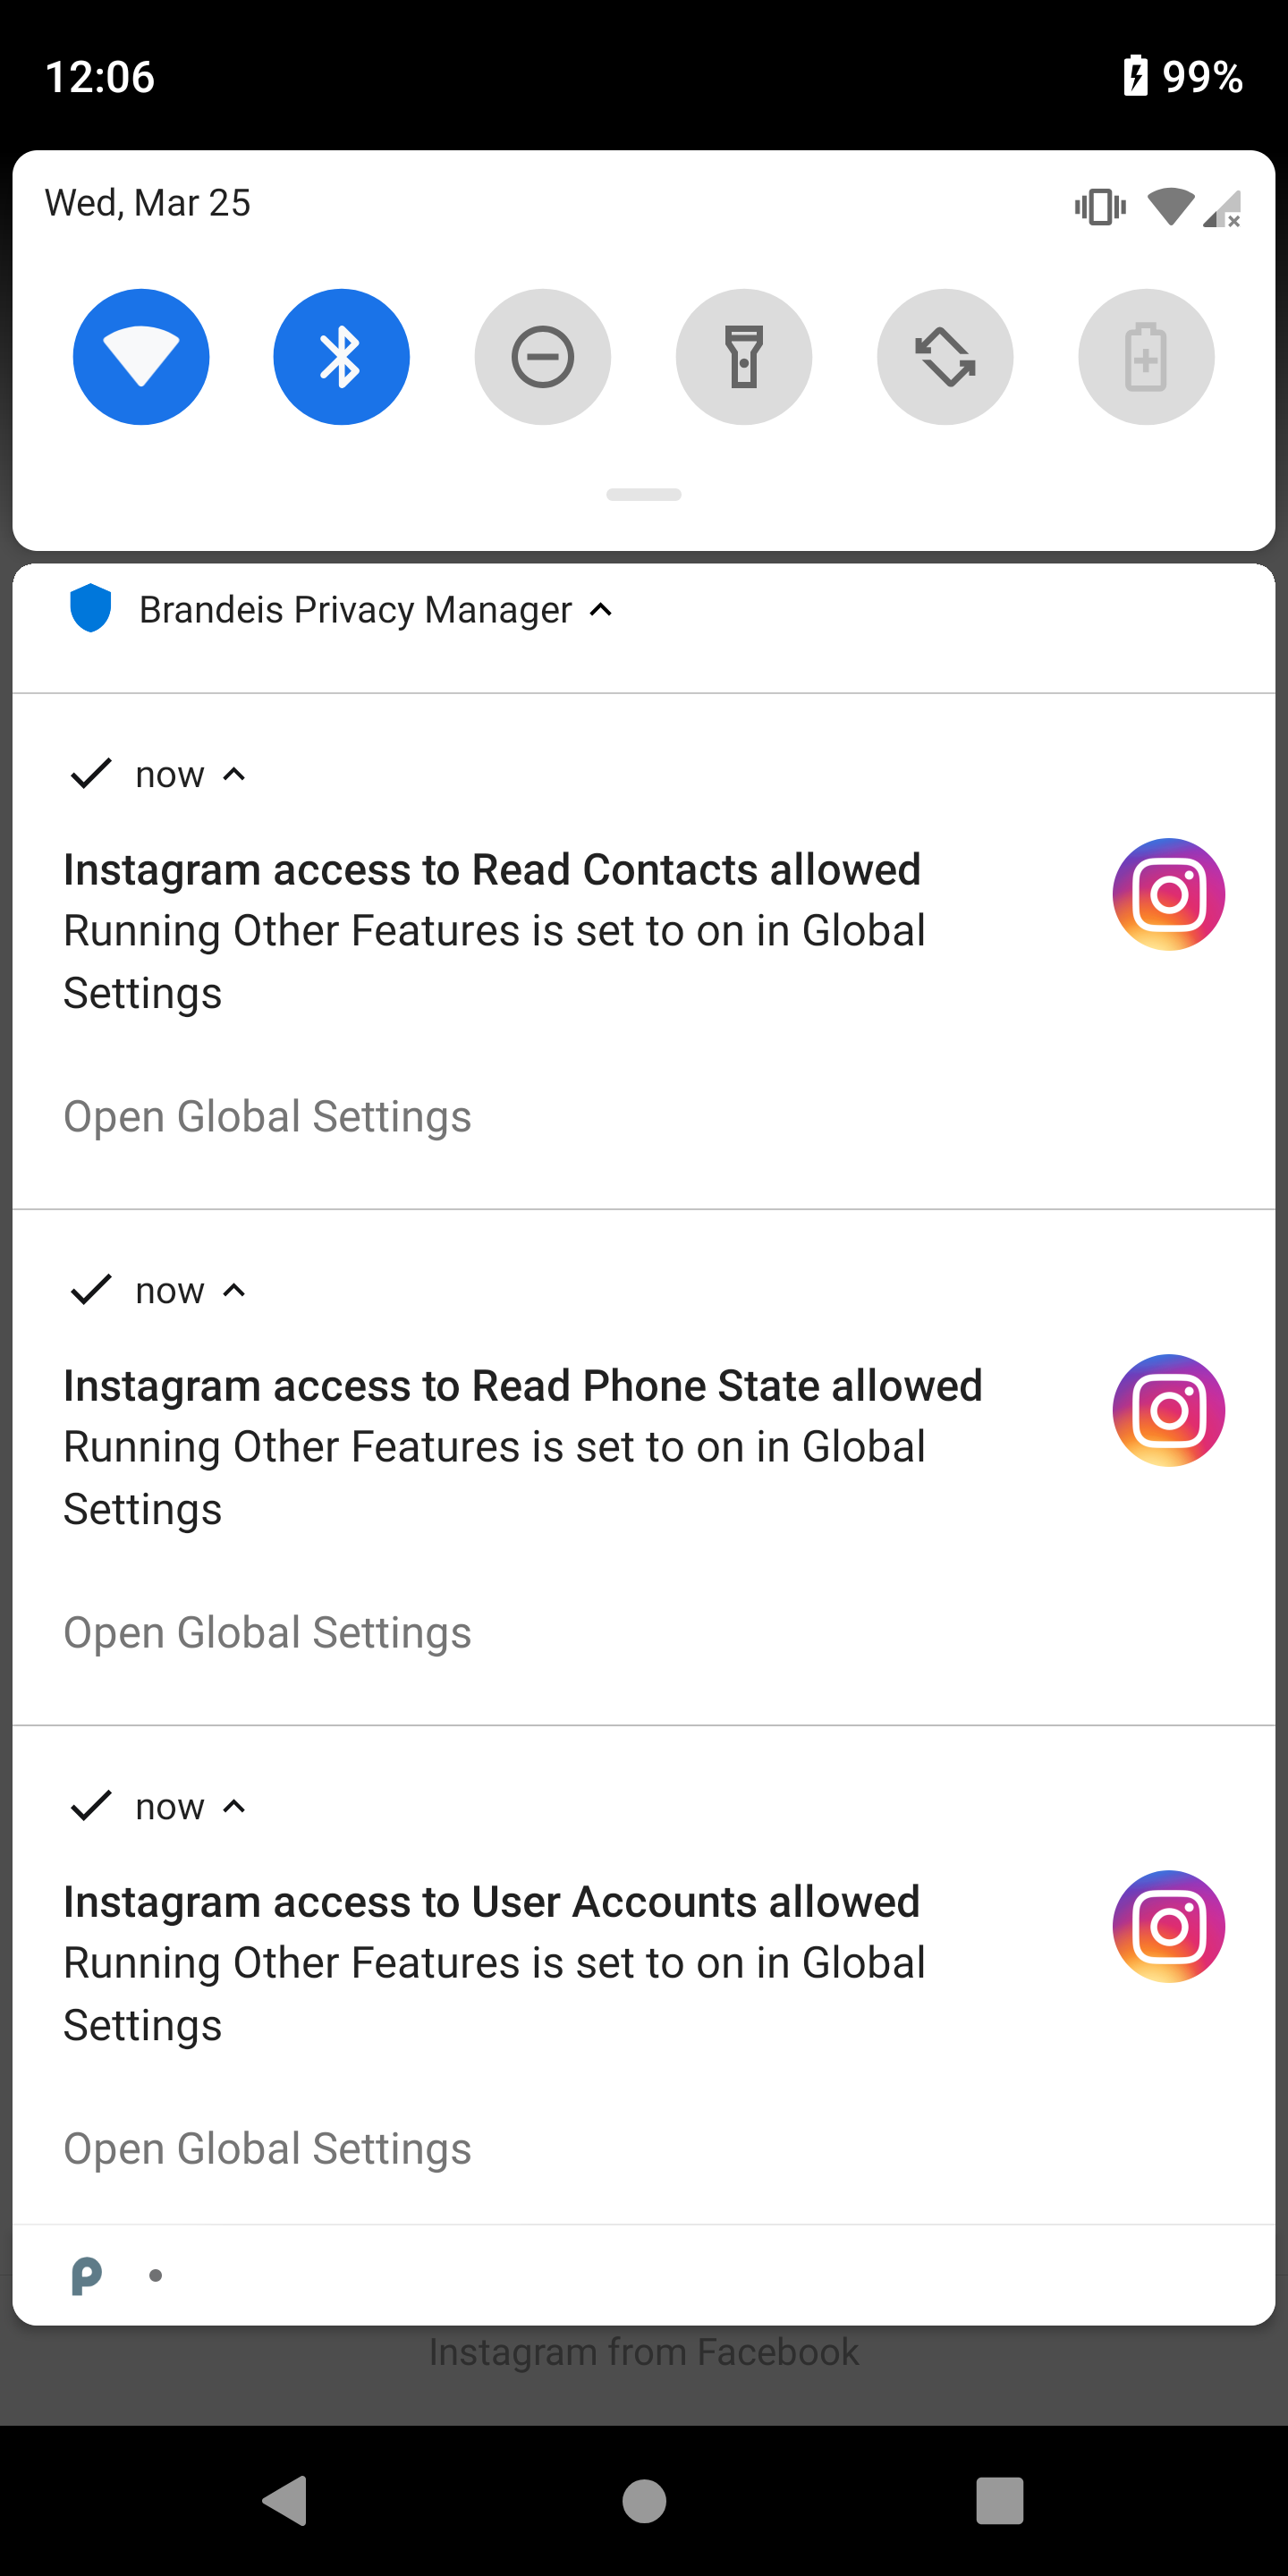 12:06
99%
Wed, Mar 25
Brandeis Privacy Manager
now
Instagram access to Read Contacts allowed
Running Other Features is set to on in Global
Settings
Open Global Settings
now
Instagram access to Read Phone State allowed
Running Other Features is set to on in Global
Settings
Open Global Settings
now
Instagram access to User Accounts allowed
Running Other Features is set to on in Global
Settings
Open Global Settings
Instagram from Facebook